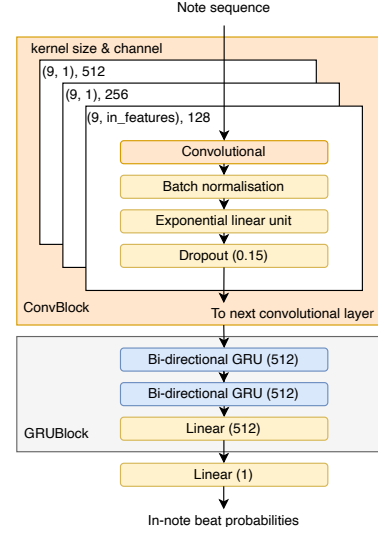 Note sequence
kernel size & channel
(9, 1), 512
(9, 1), 256
(9, in_features), 128
Convolutional
Batch normalisation
Exponential linear unit
Dropout (0.15)
ConvBlock
To next convolutional layer
Bi-directional GRU (512)
Bi-directional GRU (512)
Linear (512)
GRUBlock
Linear (1)
In-note beat probabilities